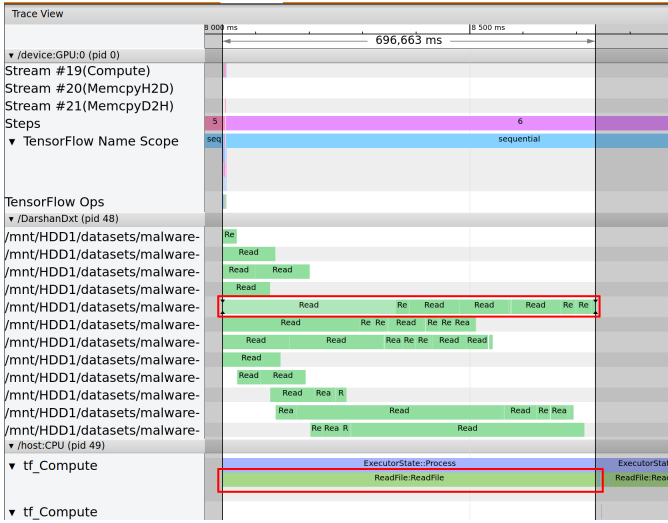 Trace View
8 000 ms
8 500 ms
696,663 ms
▾ /device:GPU:0 (pid 0)
Stream #19(Compute)
Stream #20(MemcpyH2D)
Stream #21(MemcpyD2H)
Steps 5 6
▾ TensorFlow Name Scope seq sequential
TensorFlow Ops
▾ /DarshanDxt (pid 48)
/mnt/HDD1/datasets/malware- Re
/mnt/HDD1/datasets/malware- Read
/mnt/HDD1/datasets/malware- Read Read
/mnt/HDD1/datasets/malware- Read
/mnt/HDD1/datasets/malware- Read Re Read Read Read Re Re
/mnt/HDD1/datasets/malware- Read Re Re Read Re Re Rea
/mnt/HDD1/datasets/malware- Read Read Rea Re Re Read Read
/mnt/HDD1/datasets/malware- Read
/mnt/HDD1/datasets/malware- Read Read
/mnt/HDD1/datasets/malware- Read Rea R
/mnt/HDD1/datasets/malware- Rea Read Read Re Rea
/mnt/HDD1/datasets/malware- Re Rea R Read
▾ /host:CPU (pid 49)
▾ tf_Compute ExecutorState::Process ExecutorStat
ReadFile:ReadFile ReadFile:Rea
▾ tf_Compute